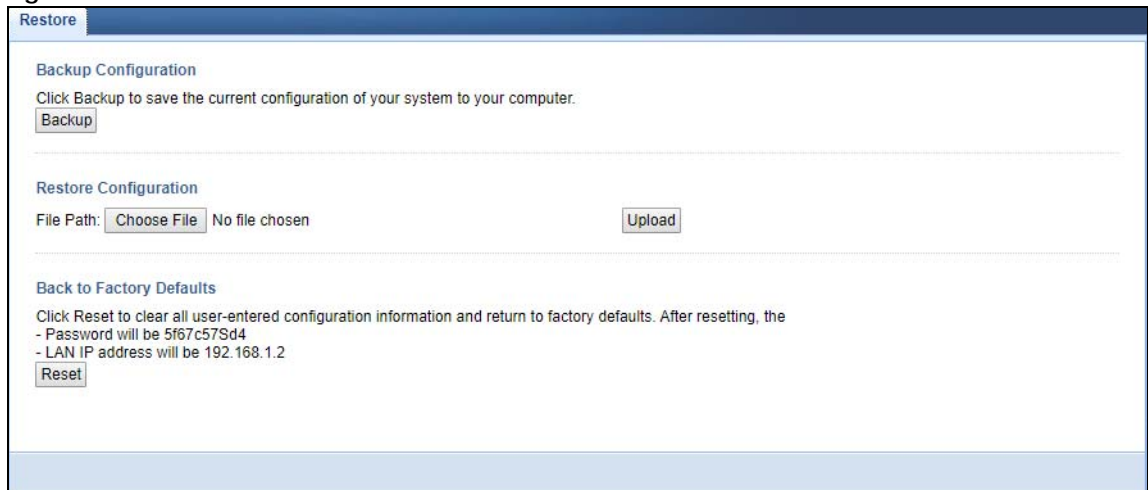 Restore
Backup Configuration
Click Backup to save the current configuration of your system to your computer.
Backup
Restore Configuration
File Path: Choose File No file chosen Upload
Back to Factory Defaults
Click Reset to clear all user-entered configuration information and return to factory defaults. After resetting, the
- Password will be 5f67c57Sd4
- LAN IP address will be 192.168.1.2
Reset